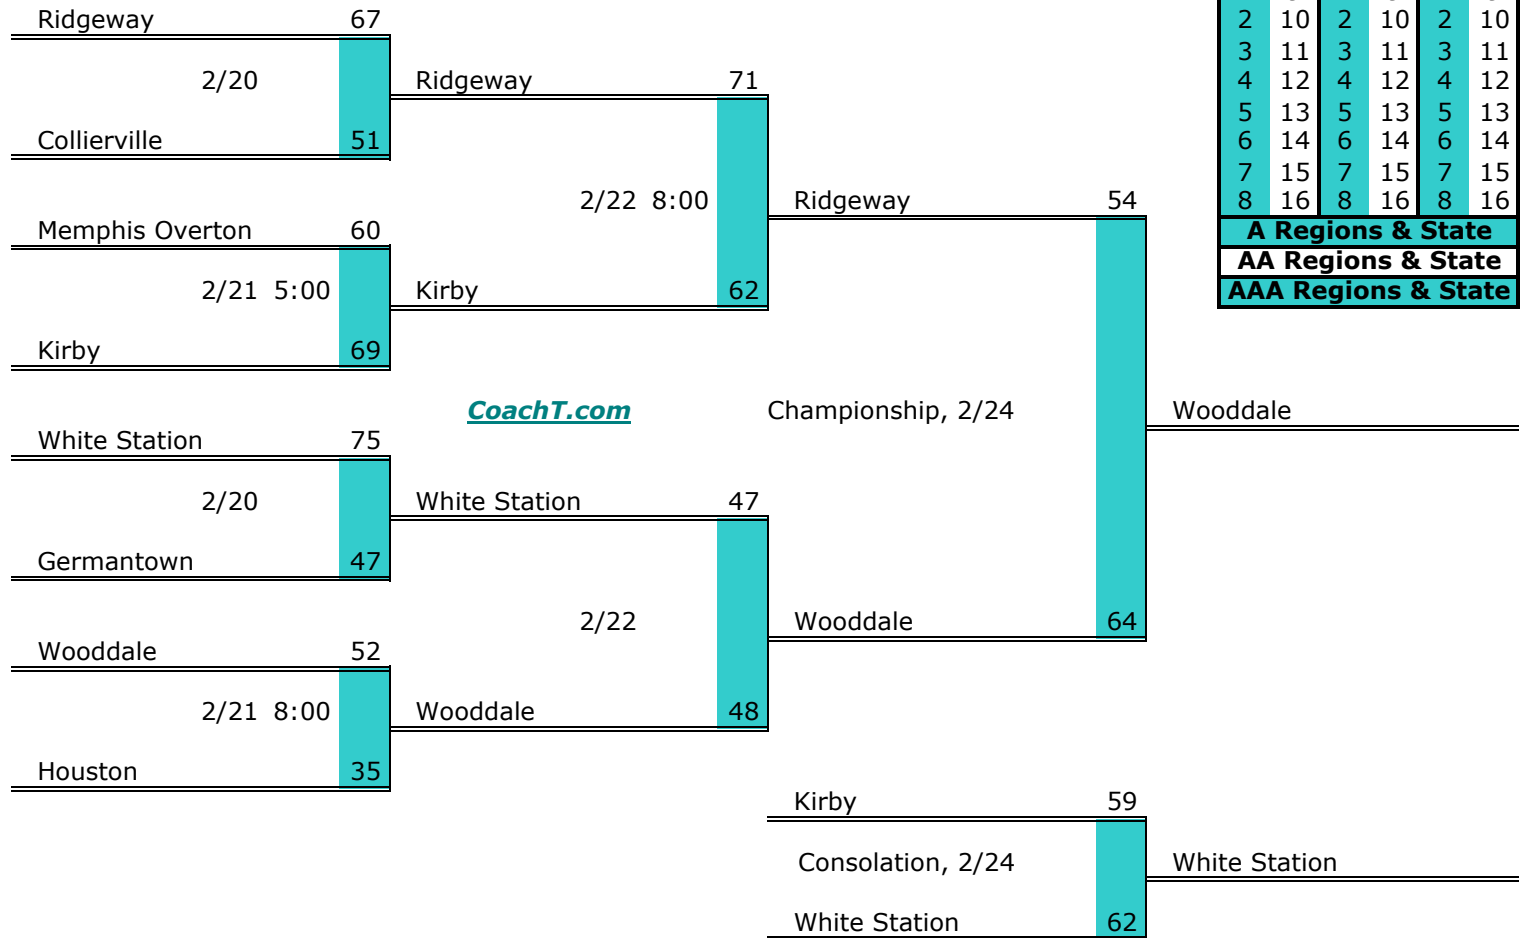 Ridgeway 67
2/20
Collierville 51
Memphis Overton 60
2/21 5:00
Kirby 69
White Station 75
2/20
Germantown 47
Wooddale 52
2/21 8:00
Houston 35
Ridgeway 71
2/22 8:00
Kirby 62
CoachT.com
White Station 47
2/22
Wooddale 48
Ridgeway 54
Championship, 2/24
Wooddale 64
Wooddale
Kirby 59
Consolation, 2/24
White Station 62
White Station
2 10 2 10 2 10
3 11 3 11 3 11
4 12 4 12 4 12
5 13 5 13 5 13
6 14 6 14 6 14
7 15 7 15 7 15
8 16 8 16 8 16
A Regions & State
AA Regions & State
AAA Regions & State